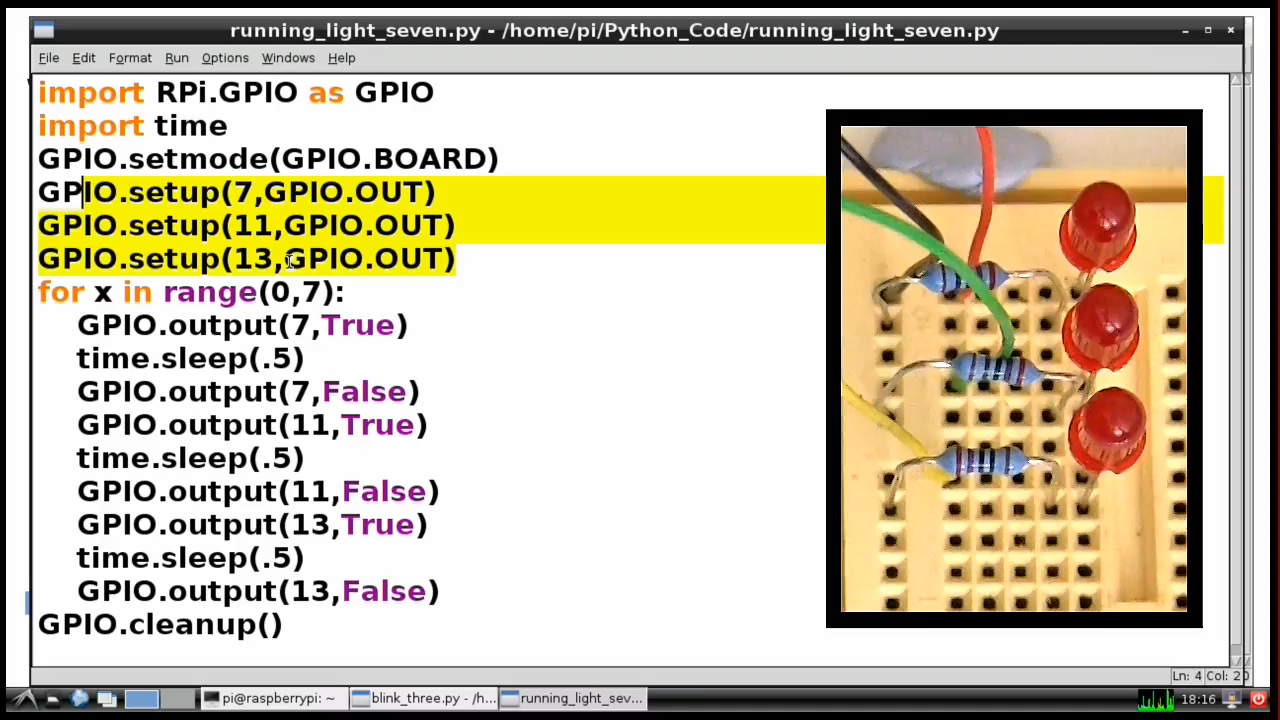 running_light_seven.py - /home/pi/Python_Code/running_light_seven.py
File Edit Format Run Options Windows Help
import RPi.GPIO as GPIO
import time
GPIO.setmode(GPIO.BOARD)
GPIO.setup(7,GPIO.OUT)
GPIO.setup(11,GPIO.OUT)
GPIO.setup(13,GPIO.OUT)
for x in range(0,7):
    GPIO.output(7,True)
    time.sleep(.5)
    GPIO.output(7,False)
    GPIO.output(11,True)
    time.sleep(.5)
    GPIO.output(11,False)
    GPIO.output(13,True)
    time.sleep(.5)
    GPIO.output(13,False)
GPIO.cleanup()
Ln: 4 Col: 20
pi@raspberrypi: ~ blink_three.py - /h... running_light_sev... 18:16